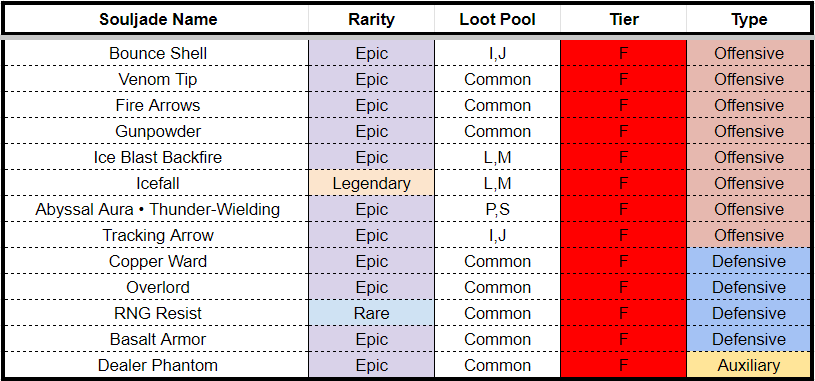 Souljade Name Rarity Loot Pool Tier Type
Bounce Shell Epic I,J F Offensive
Venom Tip Epic Common F Offensive
Fire Arrows Epic Common F Offensive
Gunpowder Epic Common F Offensive
Ice Blast Backfire Epic L,M F Offensive
Icefall Legendary L,M F Offensive
Abyssal Aura • Thunder-Wielding Epic P,S F Offensive
Tracking Arrow Epic I,J F Offensive
Copper Ward Epic Common F Defensive
Overlord Epic Common F Defensive
RNG Resist Rare Common F Defensive
Basalt Armor Epic Common F Defensive
Dealer Phantom Epic Common F Auxiliary